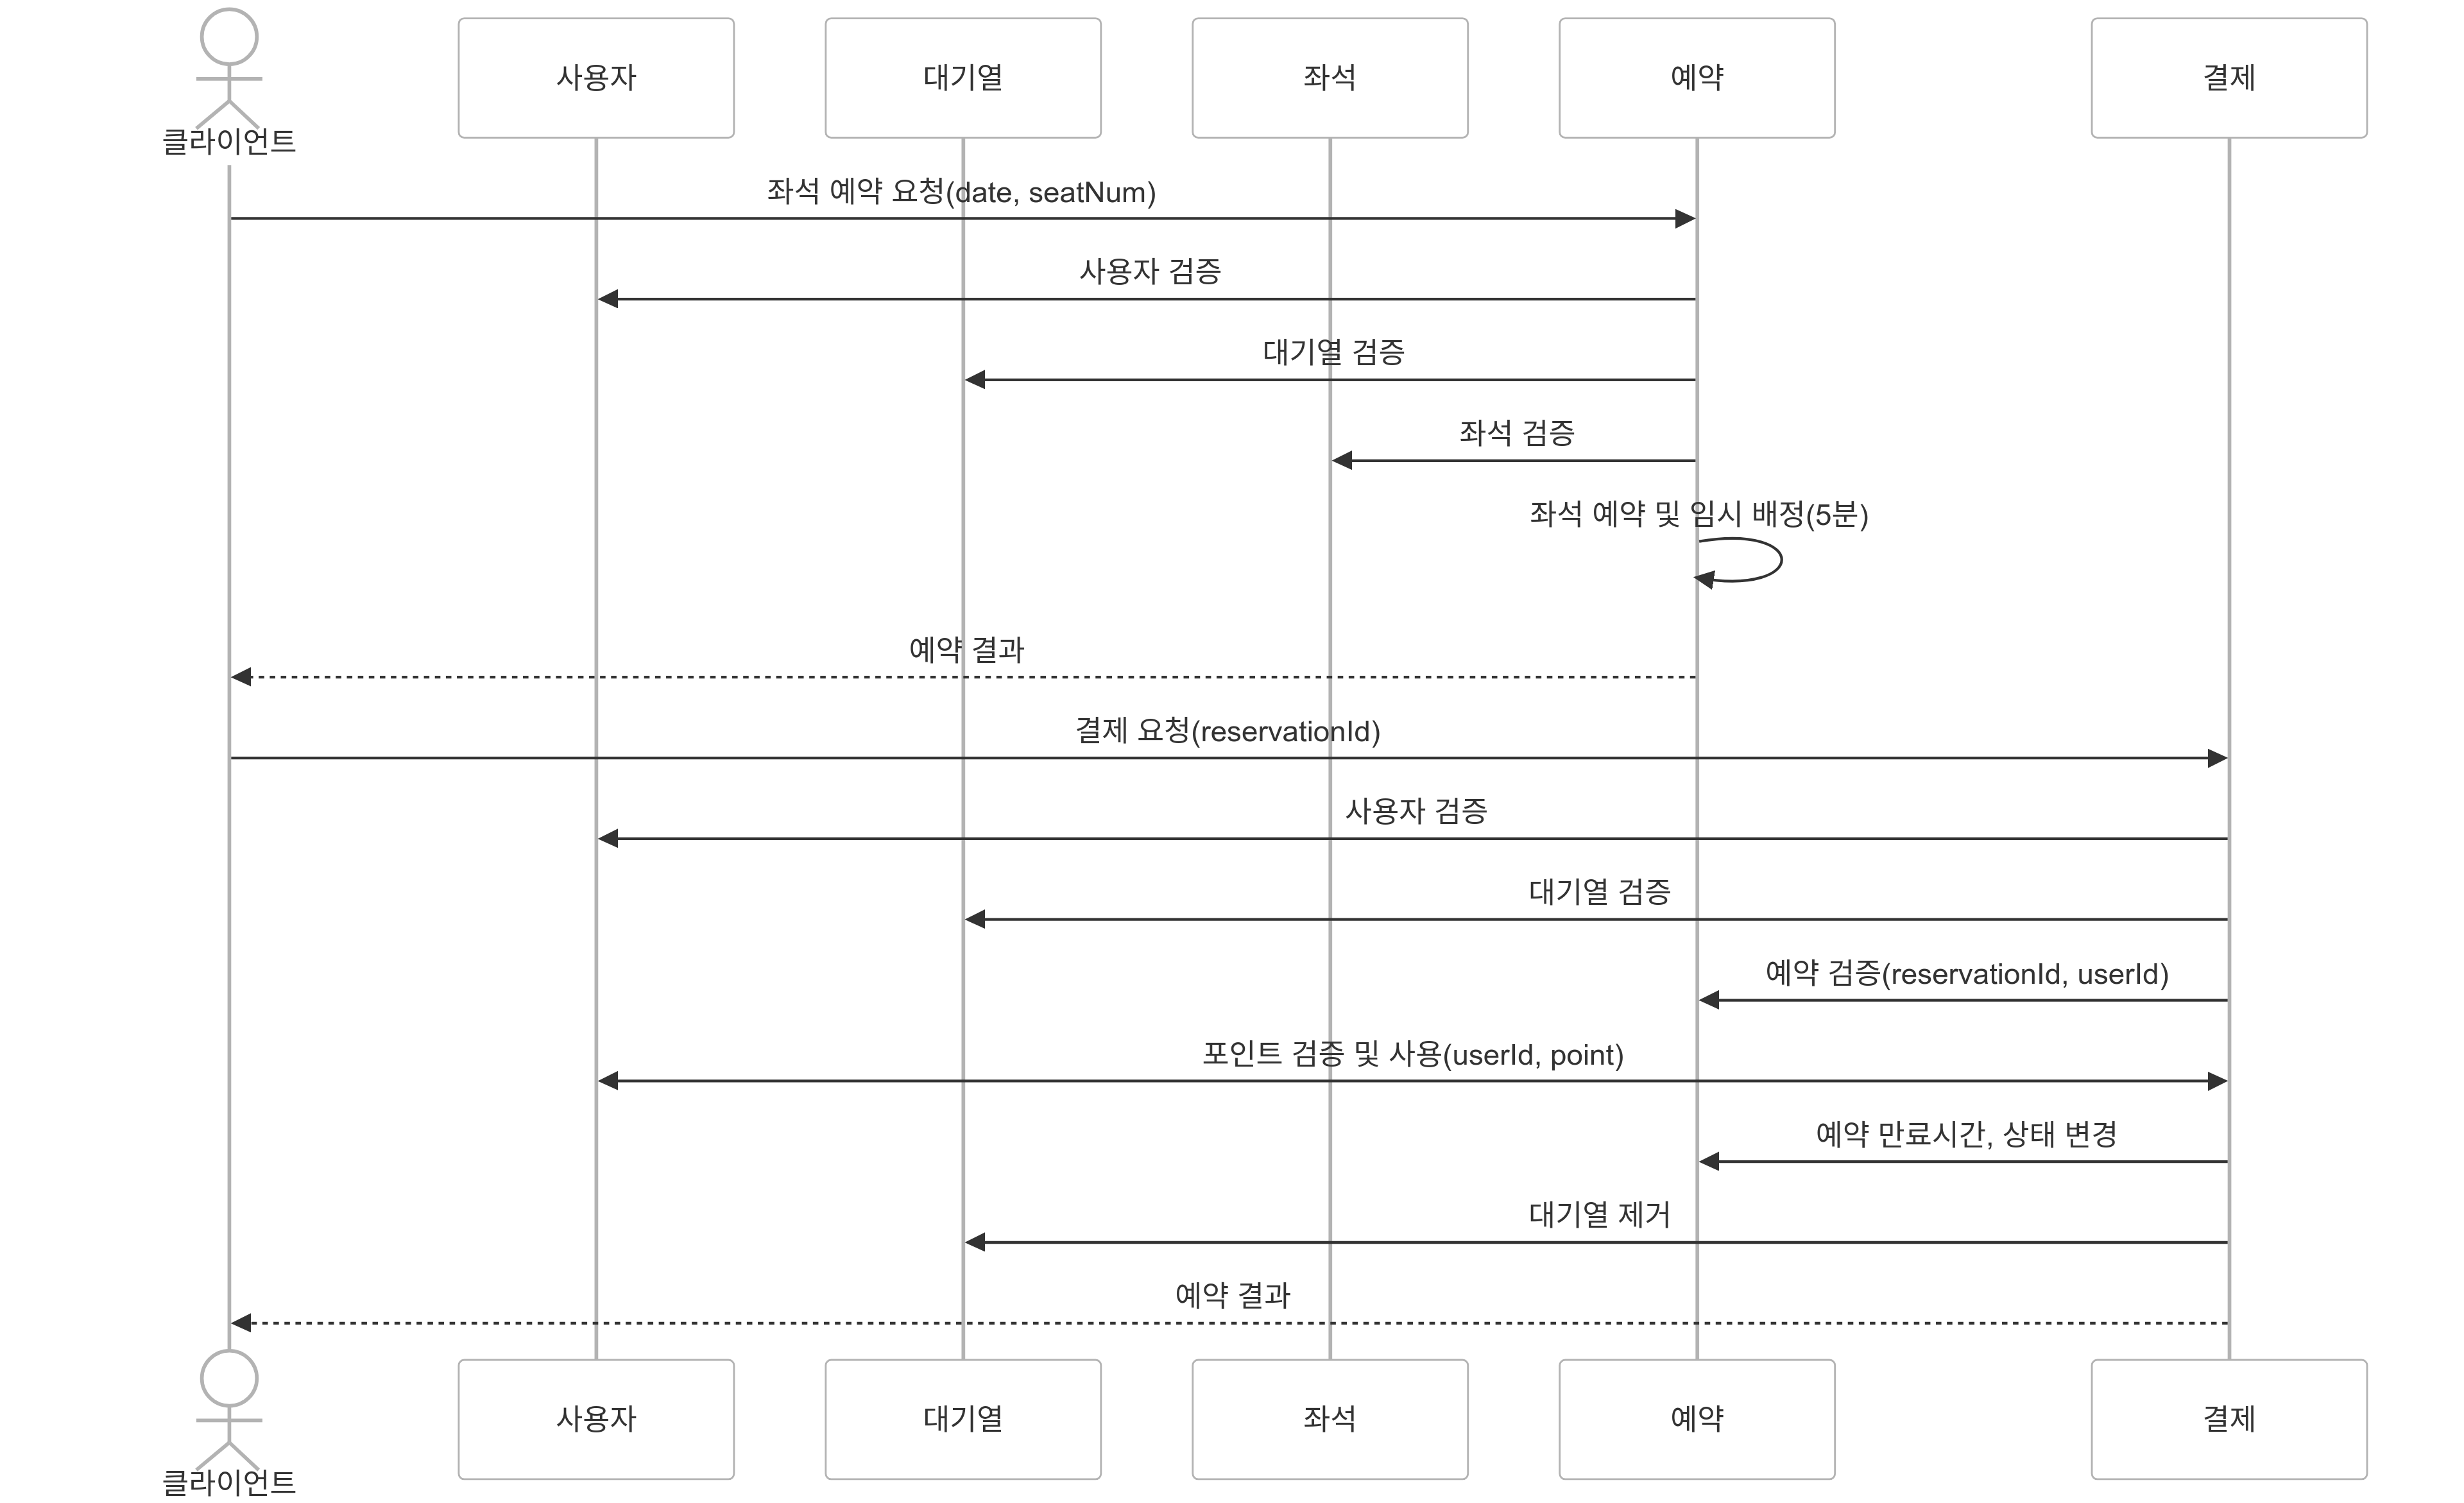 클라이언트
사용자
대기열
좌석
예약
결제
좌석 예약 요청(date, seatNum)
사용자 검증
대기열 검증
좌석 검증
좌석 예약 및 임시 배정(5분)
예약 결과
결제 요청(reservationId)
사용자 검증
대기열 검증
예약 검증(reservationId, userId)
포인트 검증 및 사용(userId, point)
예약 만료시간, 상태 변경
대기열 제거
예약 결과
클라이언트
사용자
대기열
좌석
예약
결제